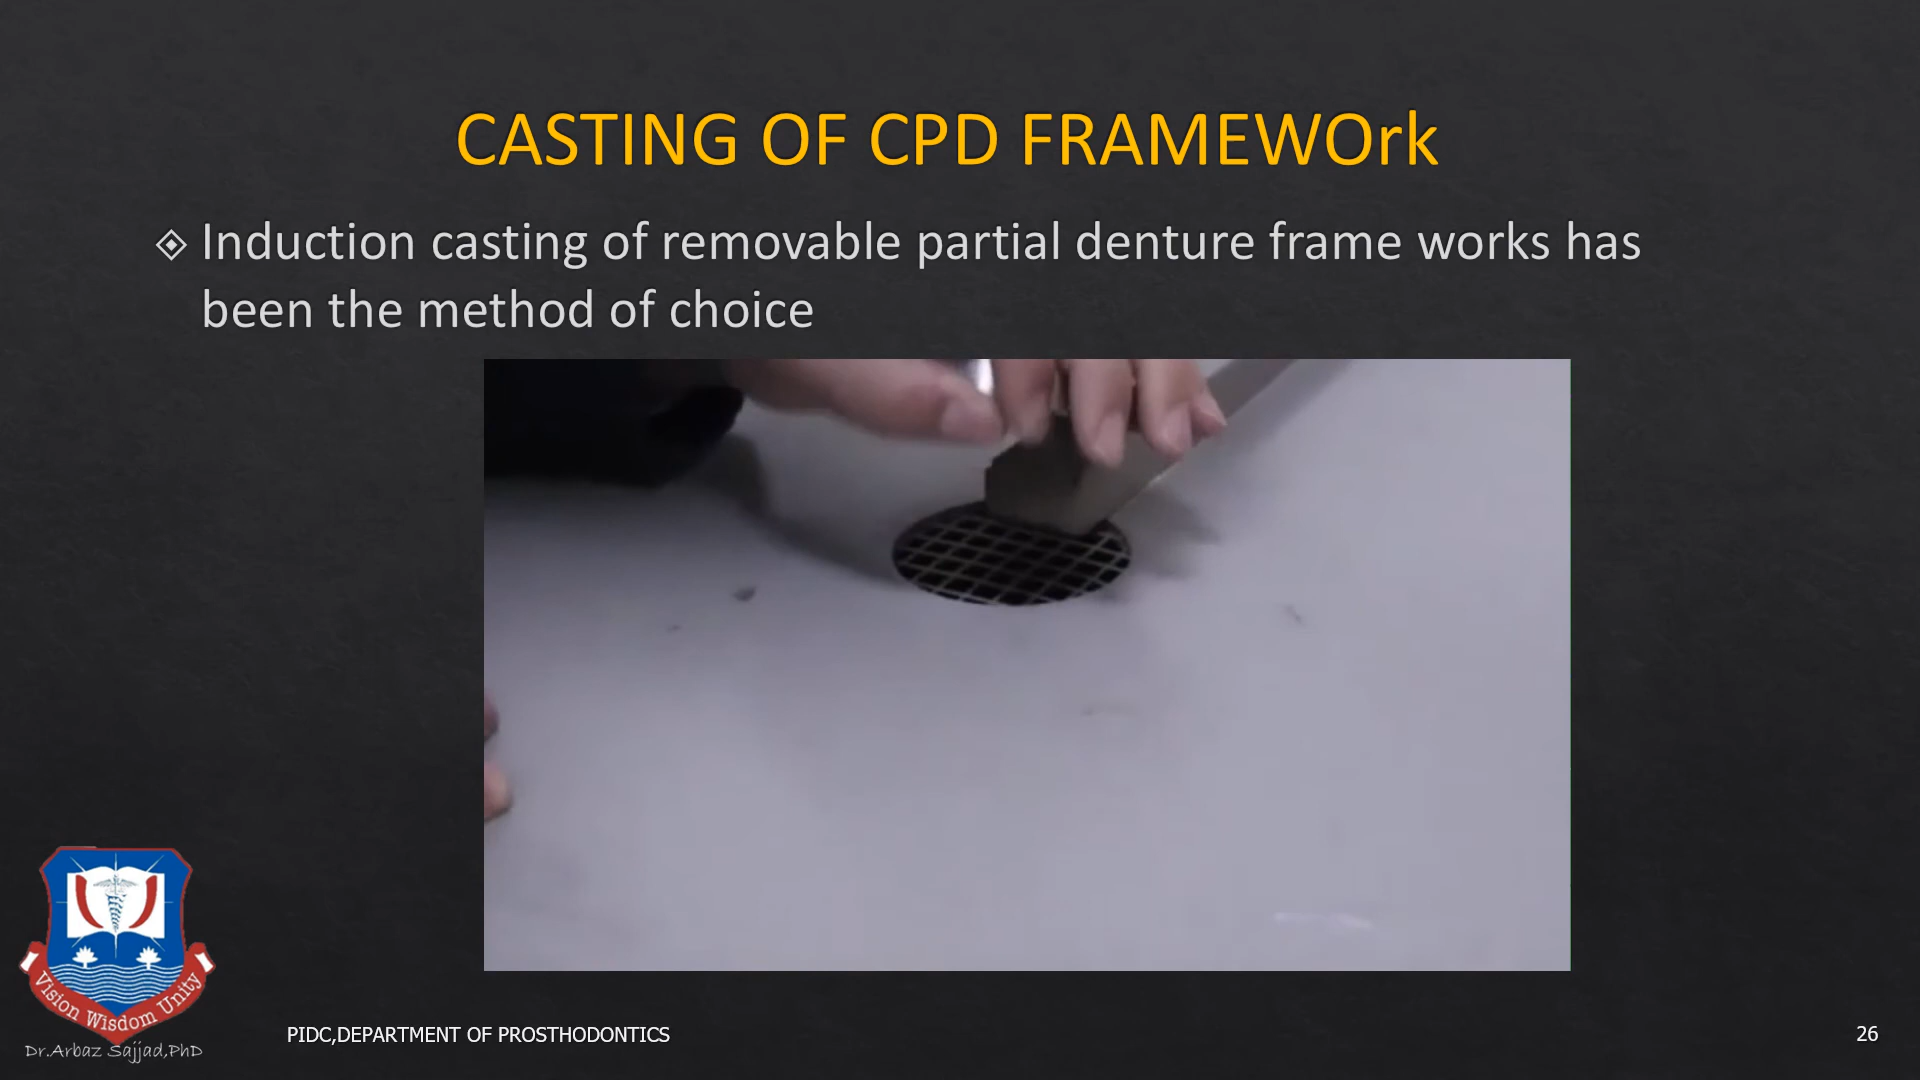 CASTING OF CPD FRAMEWOrk
Induction casting of removable partial denture frame works has
been the method of choice
Vision Wisdom Unity
Dr.Arbaz Sajjad,PhD
PIDC,DEPARTMENT OF PROSTHODONTICS
26